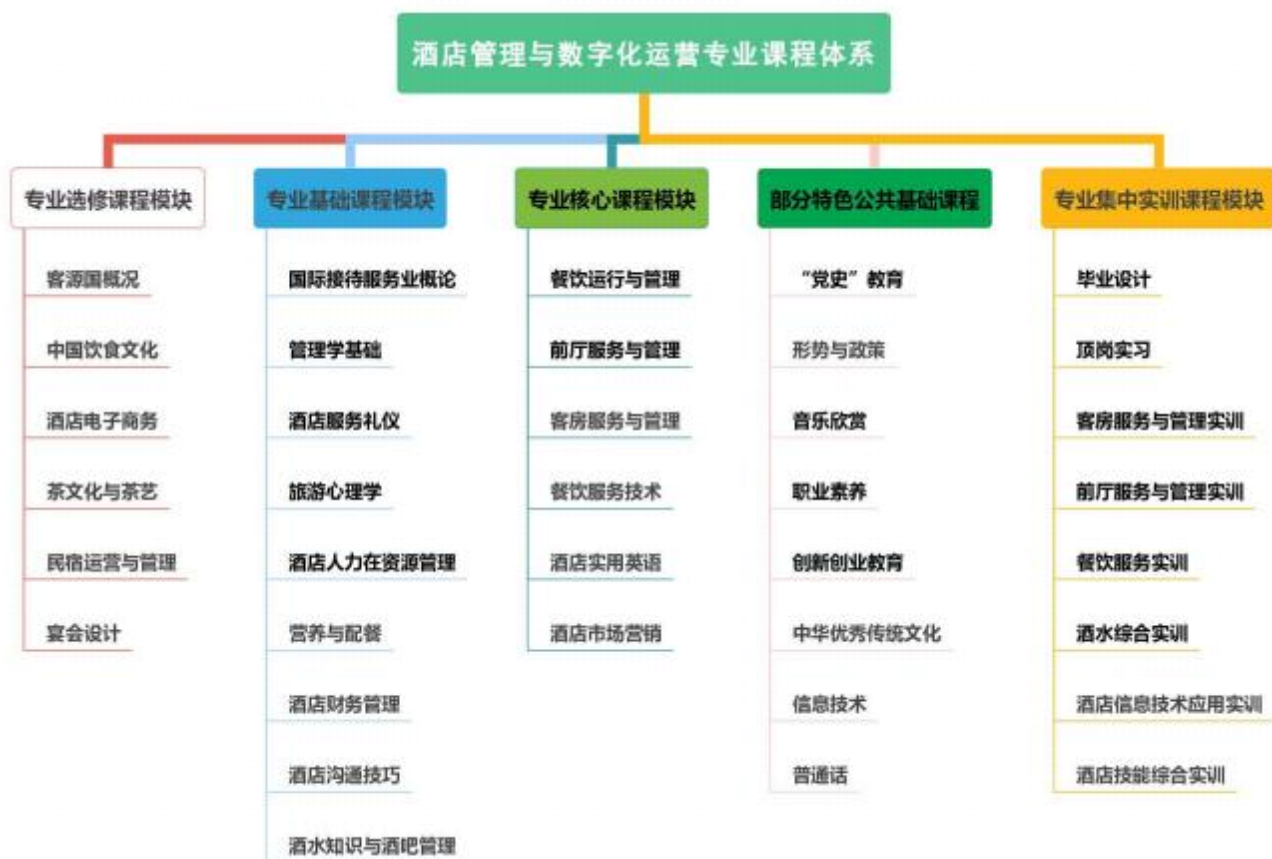 酒店管理与数字化运营专业课程体系
专业选修课程模块
客源国概况
中国饮食文化
酒店电子商务
茶文化与茶艺
民宿运营与管理
宴会设计
专业基础课程模块
国际接待服务业概论
管理学基础
酒店服务礼仪
旅游心理学
酒店人力在资源管理
营养与配餐
酒店财务管理
酒店沟通技巧
酒水知识与酒吧管理
专业核心课程模块
餐饮运行与管理
前厅服务与管理
客房服务与管理
餐饮服务技术
酒店实用英语
酒店市场营销
部分特色公共基础课程
“党史”教育
形势与政策
音乐欣赏
职业素养
创新创业教育
中华优秀传统文化
信息技术
普通话
专业集中实训课程模块
毕业设计
顶岗实习
客房服务与管理实训
前厅服务与管理实训
餐饮服务实训
酒水综合实训
酒店信息技术应用实训
酒店技能综合实训